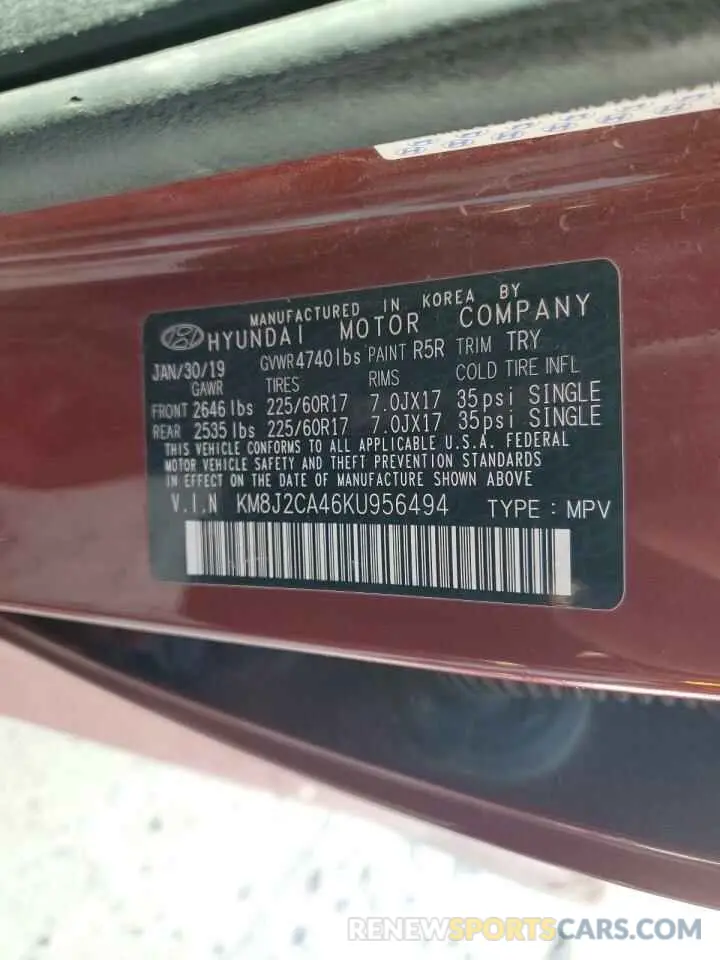 MANUFACTURED IN KOREA BY
HYUNDAI MOTOR COMPANY
JAN/30/19 GVWR 4740lbs PAINT R5R TRIM TRY
GAWR TIRES RIMS COLD TIRE INFL
FRONT 2646 lbs 225/60R17 7.0JX17 35psi SINGLE
REAR 2535 lbs 225/60R17 7.0JX17 35psi SINGLE
THIS VEHICLE CONFORMS TO ALL APPLICABLE U.S.A. FEDERAL
MOTOR VEHICLE SAFETY AND THEFT PREVENTION STANDARDS
IN EFFECT ON THE DATE OF MANUFACTURE SHOWN ABOVE
V.I.N KM8J2CA46KU956494 TYPE : MPV
RENEWSPORTSCARS.COM